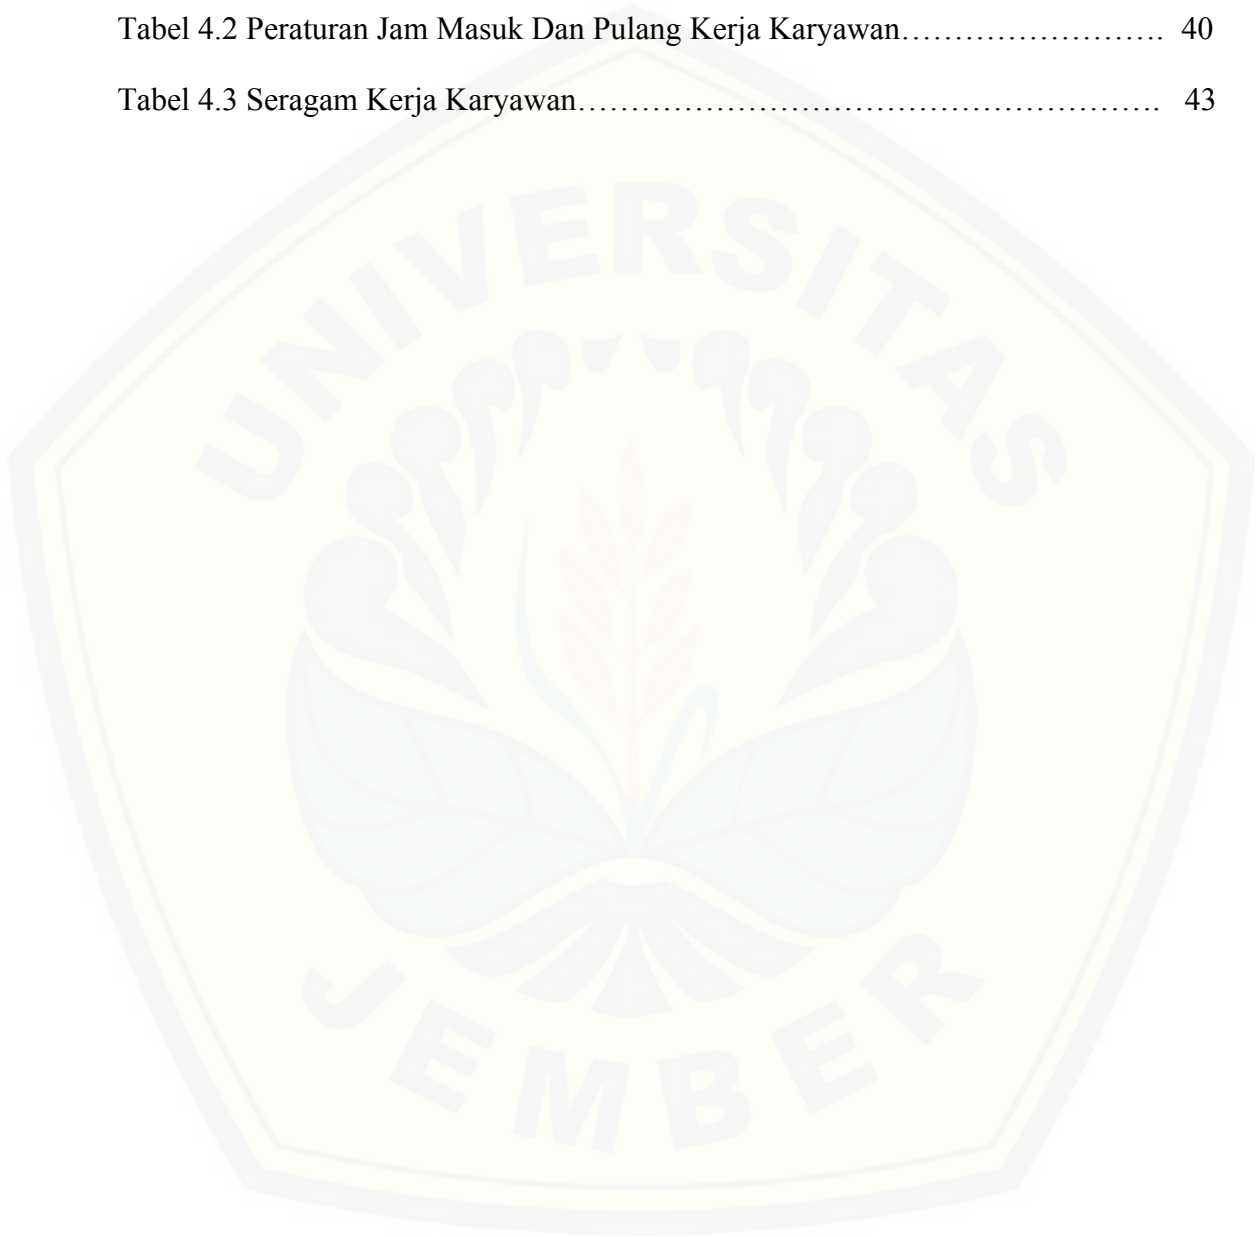 Tabel 4.2 Peraturan Jam Masuk Dan Pulang Kerja Karyawan……………………. 40
Tabel 4.3 Seragam Kerja Karyawan………………………………………………. 43
UNIVERSITAS
JEMBER